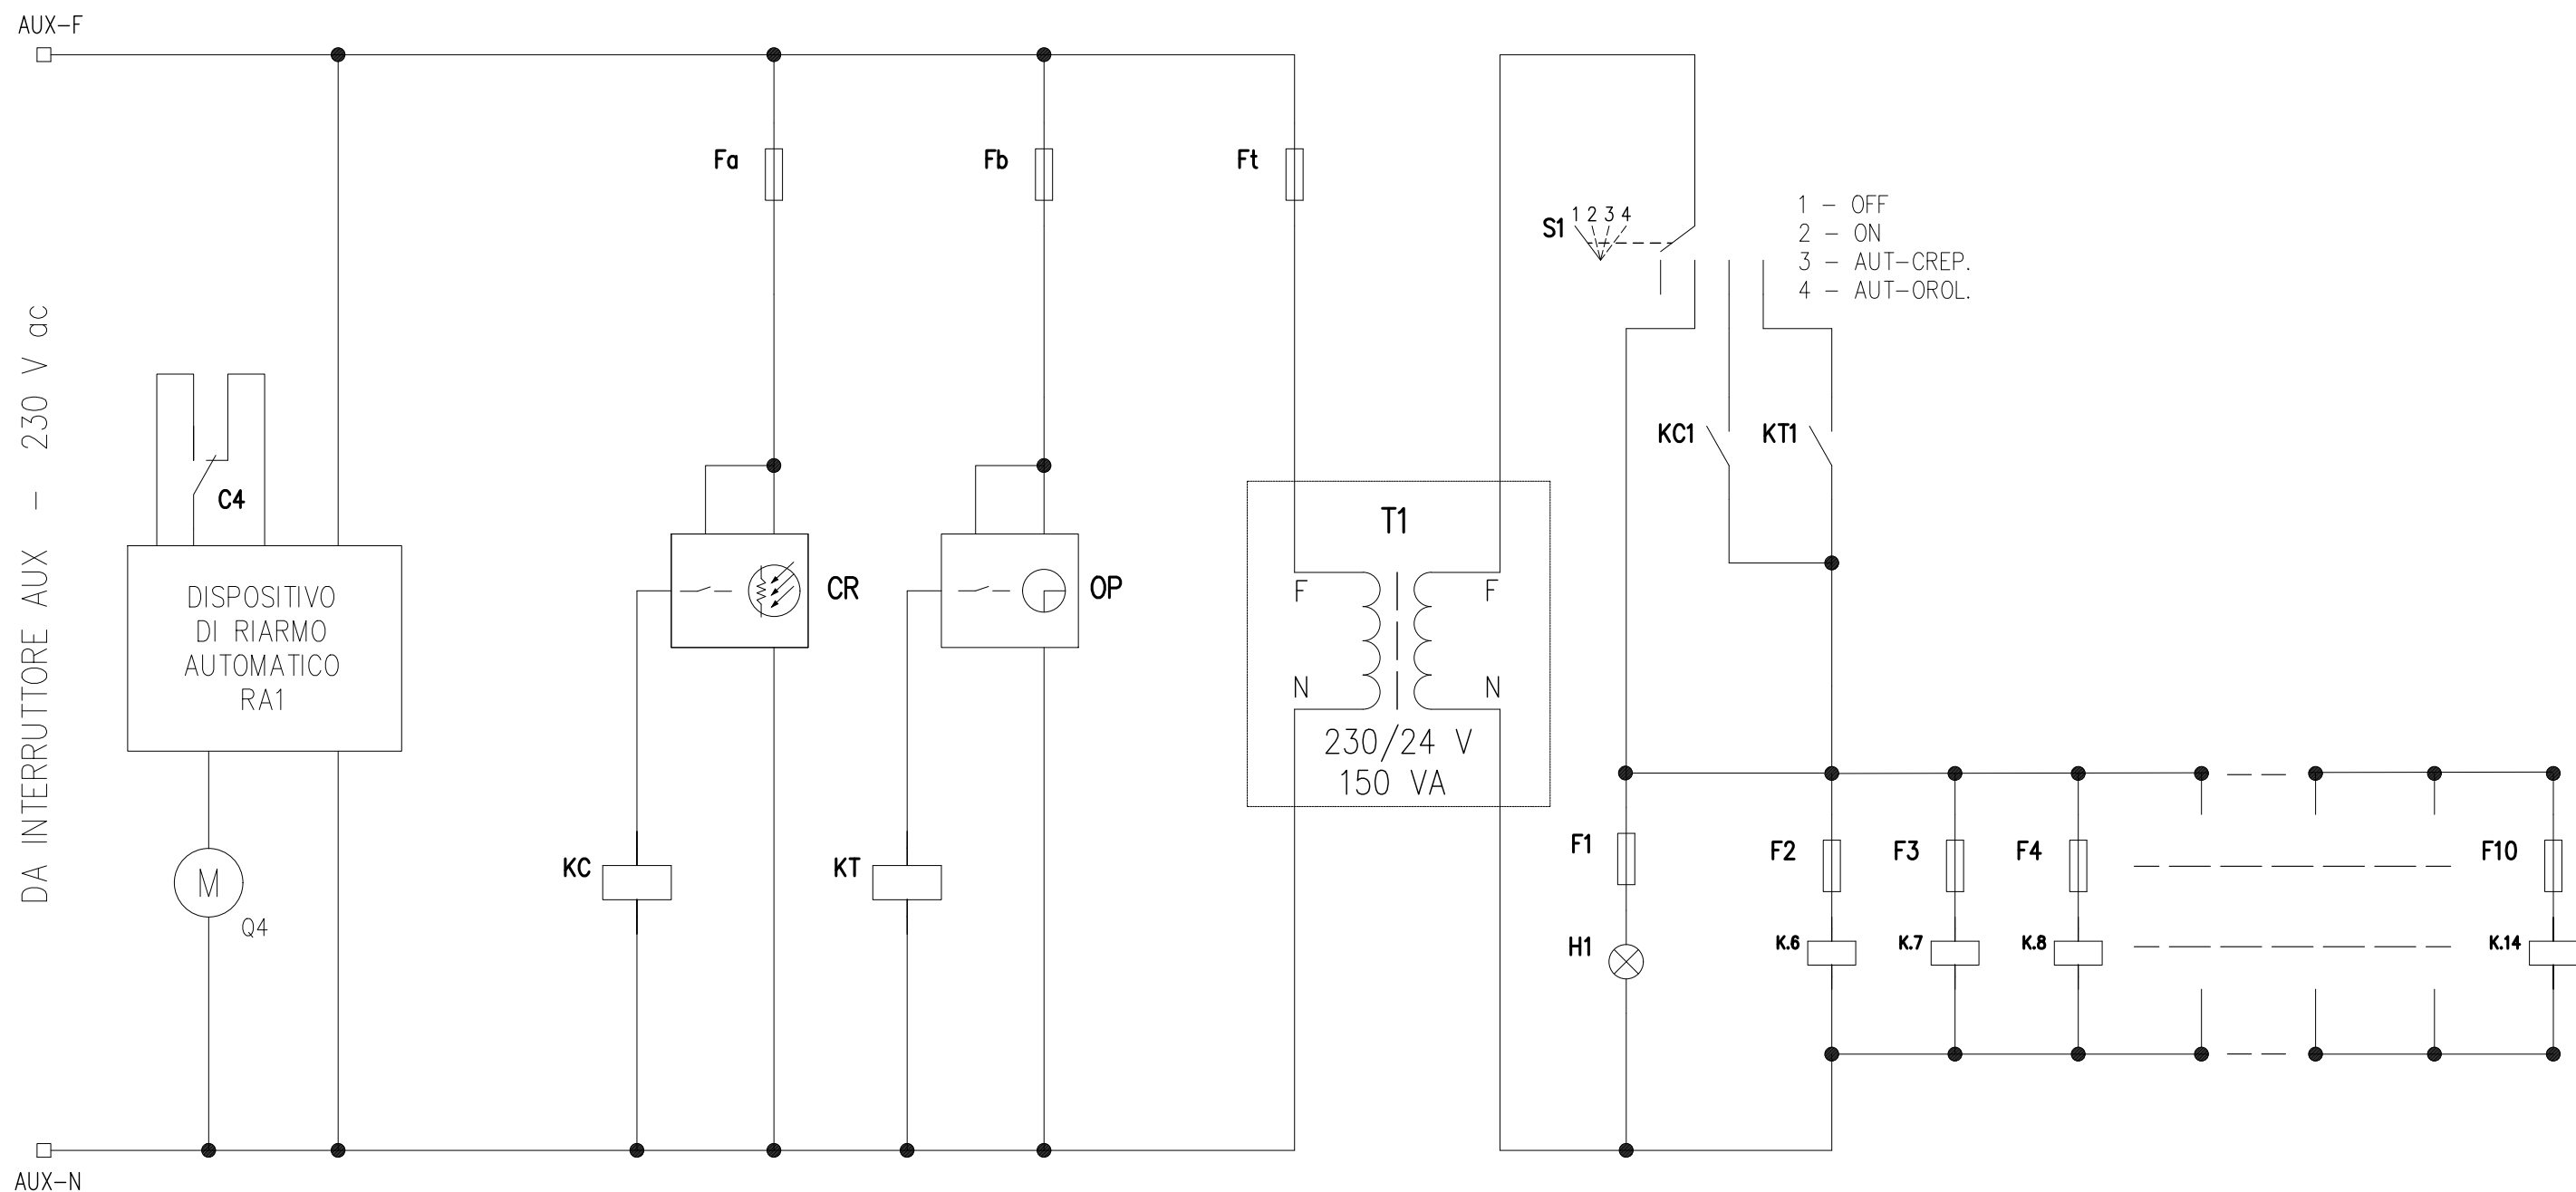 AUX-F
Fa
Fb
Ft
S1
1 2 3 4
1 - OFF
2 - ON
3 - AUT-CREP.
4 - AUT-OROL.
DA INTERRUTTORE AUX - 230 V ac
C4
KC1
KT1
DISPOSITIVO
DI RIARMO
AUTOMATICO
RA1
CR
OP
T1
F
F
N
N
230/24 V
150 VA
M
Q4
KC
KT
F1
F2
F3
F4
F10
H1
K.6
K.7
K.8
K.14
AUX-N